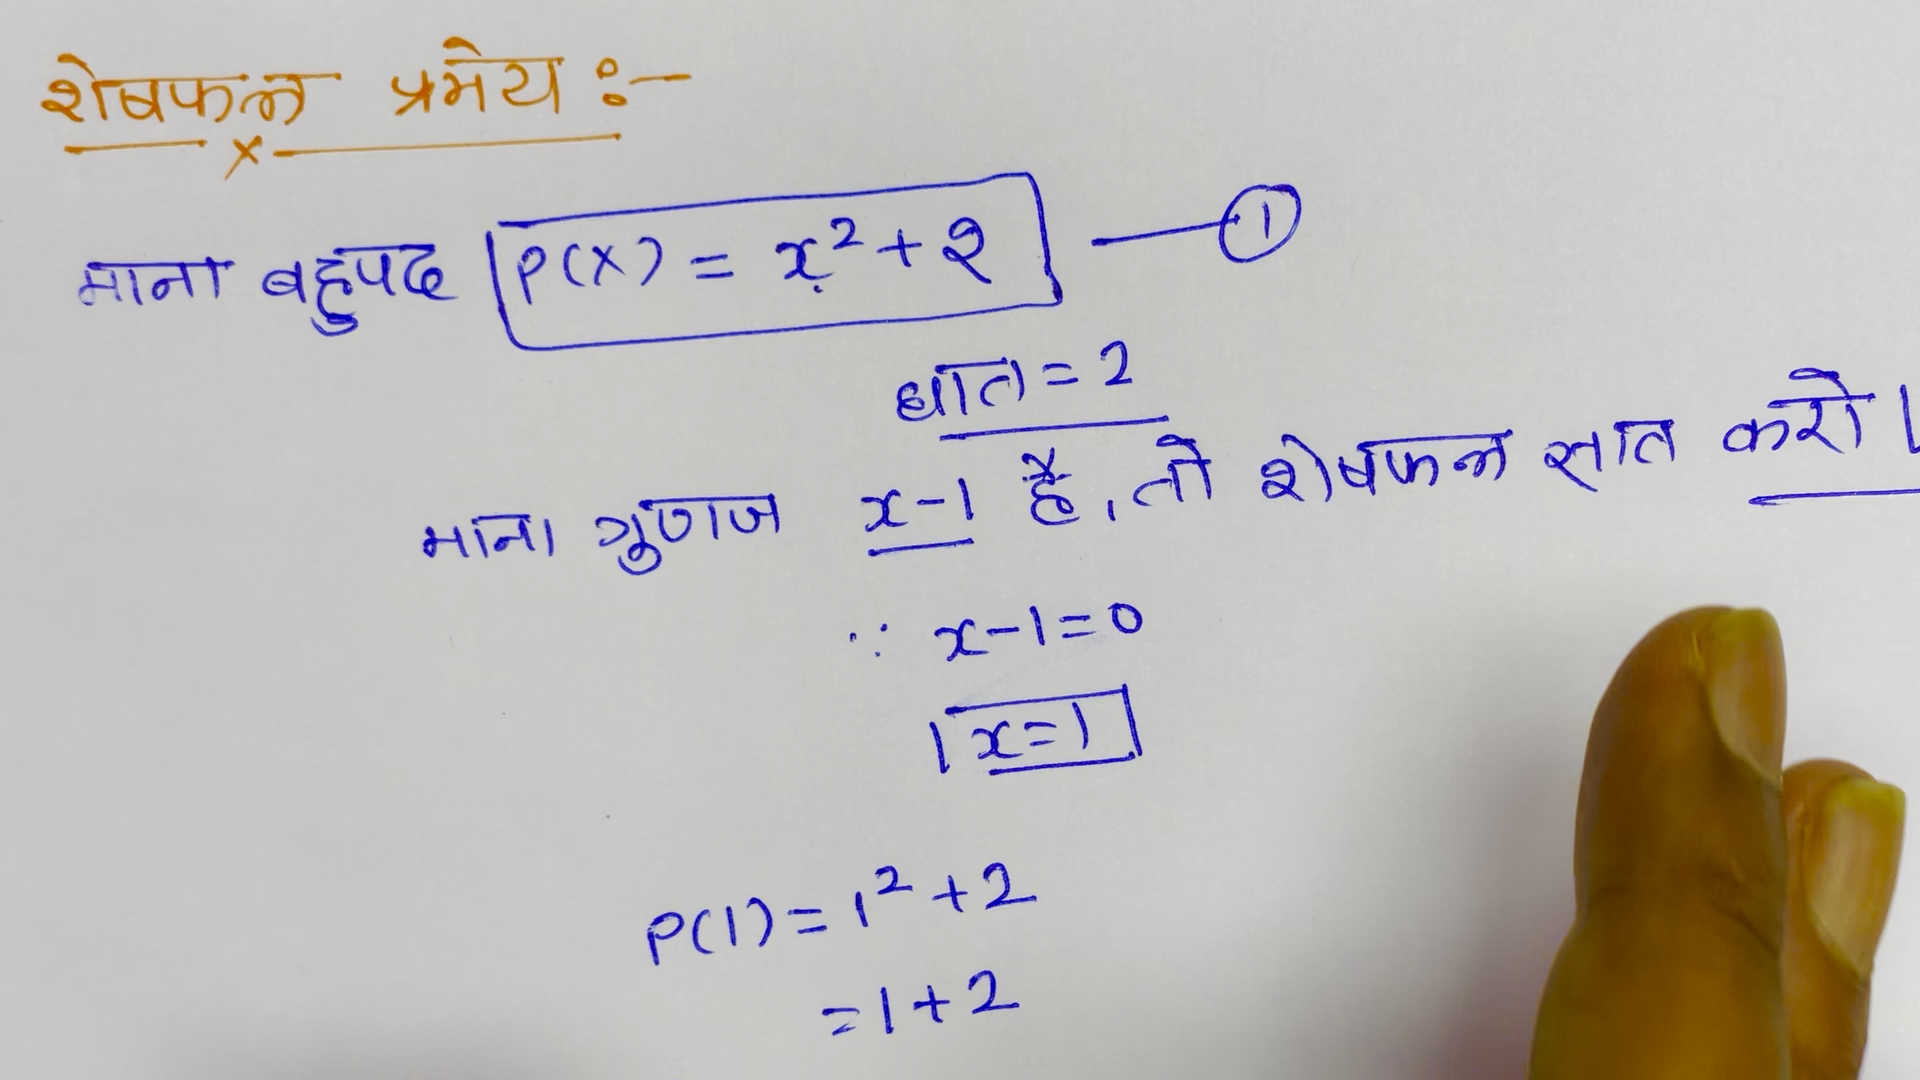 शेषफल प्रमेय :-
माना बहुपद P(x) = x² + 2 — ①
घात = 2
माना गुणज x-1 है, तो शेषफल ज्ञात करो।
∵ x-1=0
x=1
P(1) = 1² + 2
= 1 + 2